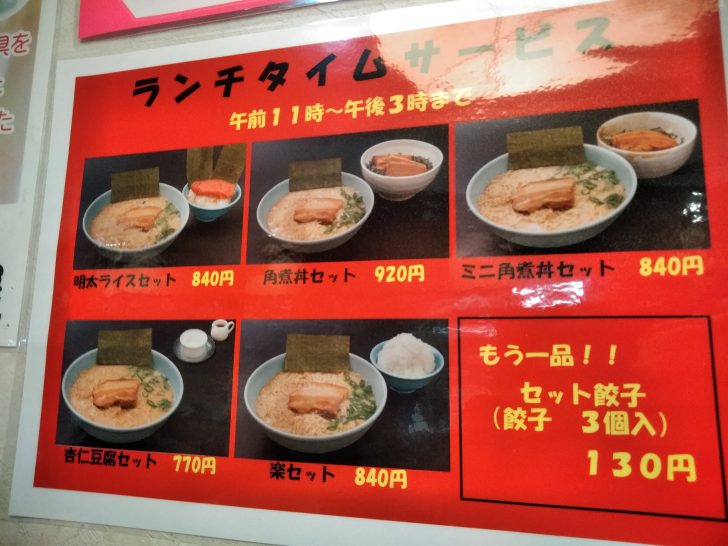 ランチタイムサービス
午前11時〜午後3時まで
明太ライスセット 840円
角煮丼セット 920円
ミニ角煮丼セット 840円
杏仁豆腐セット 770円
楽セット 840円
もう一品！！
セット餃子
(餃子 3個入)
130円